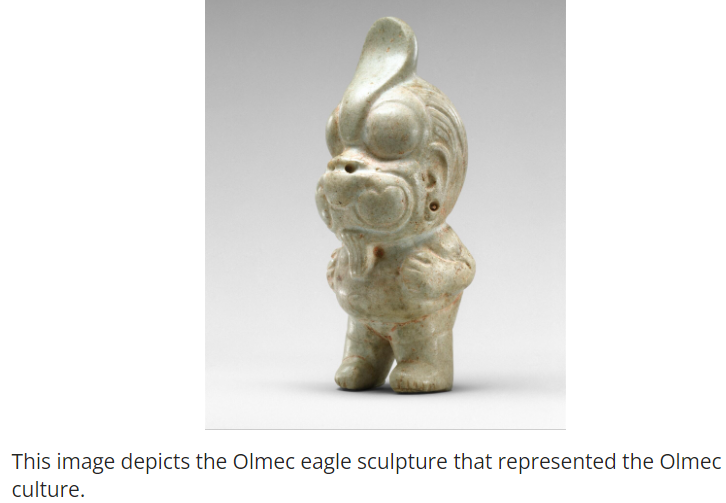 This image depicts the Olmec eagle sculpture that represented the Olmec
culture.